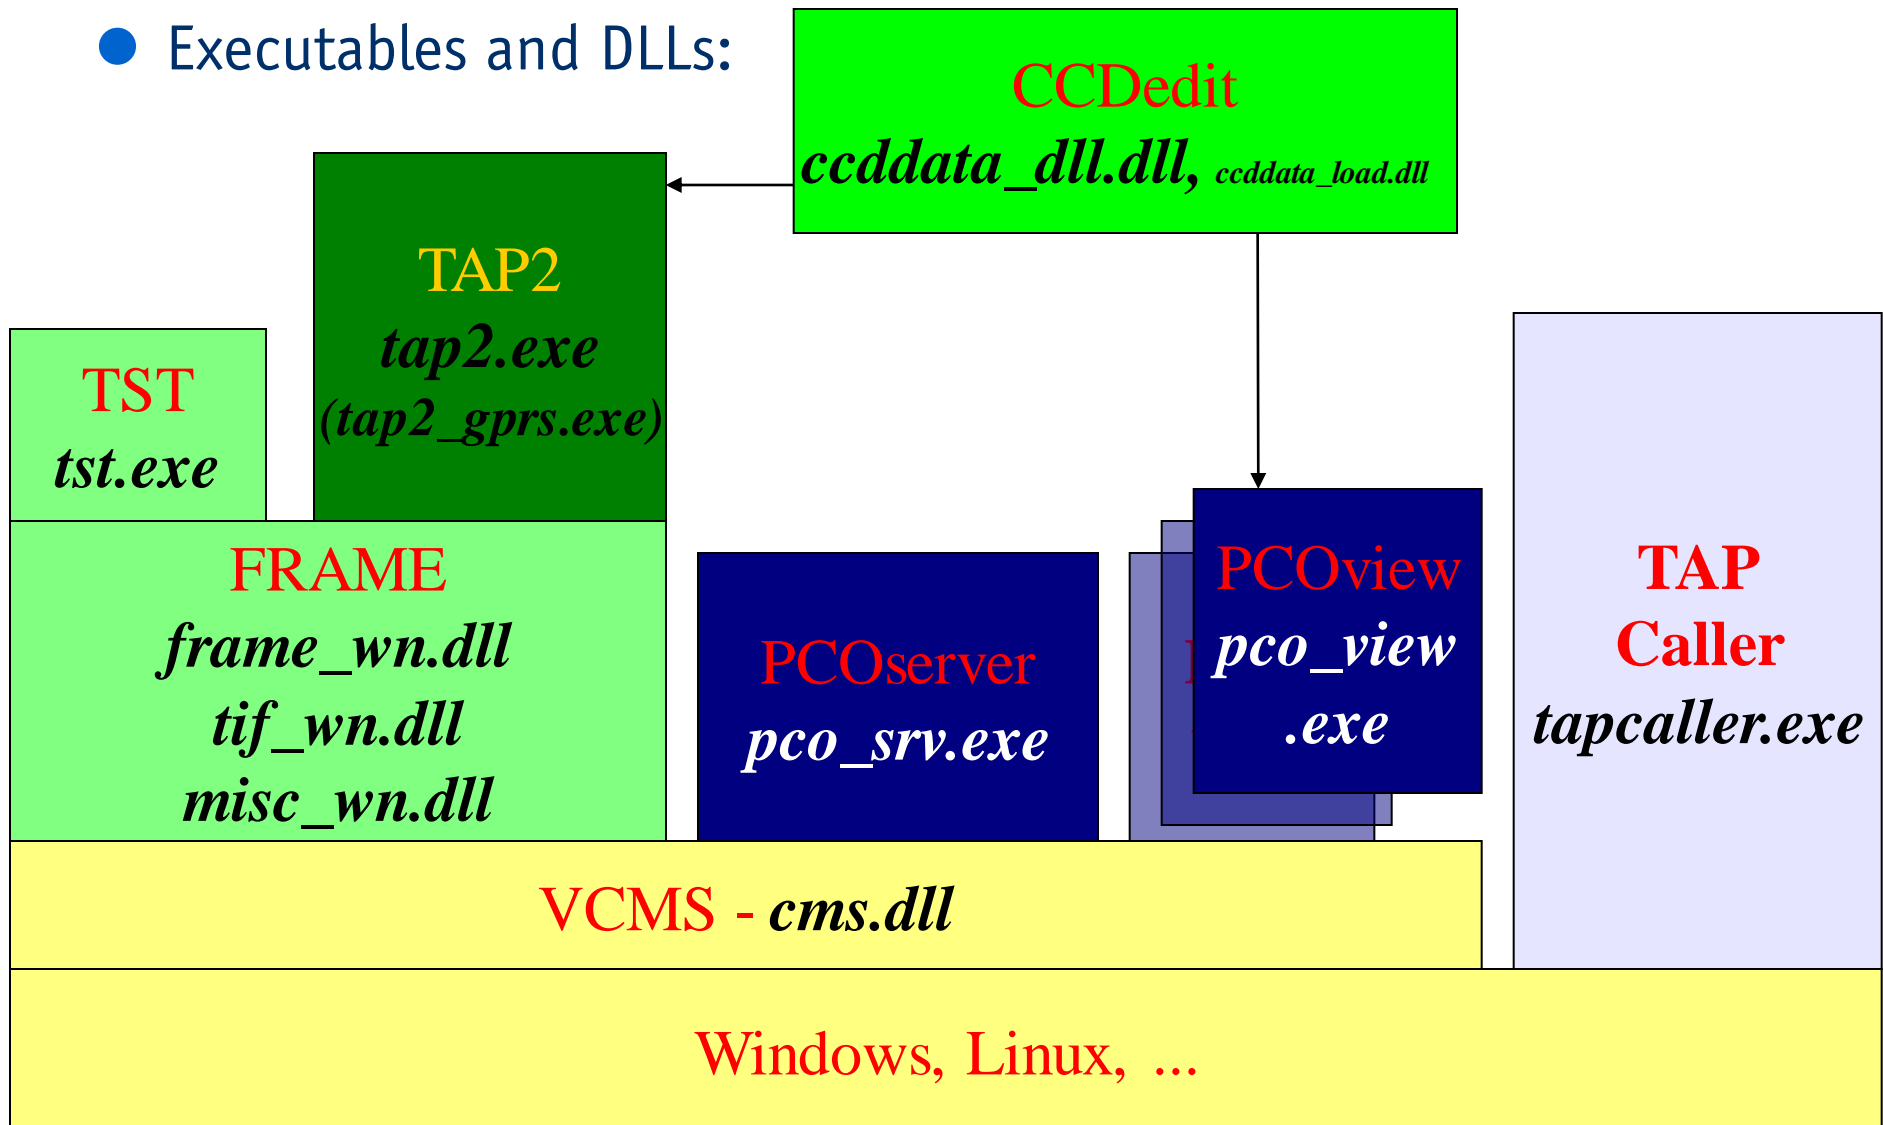 Executables and DLLs:
CCDedit
ccddata_dll.dll, ccddata_load.dll
TAP2
tap2.exe
(tap2_gprs.exe)
TST
tst.exe
FRAME
frame_wn.dll
tif_wn.dll
misc_wn.dll
PCOserver
pco_srv.exe
PCOview
pco_view
.exe
TAP
Caller
tapcaller.exe
VCMS - cms.dll
Windows, Linux, ...